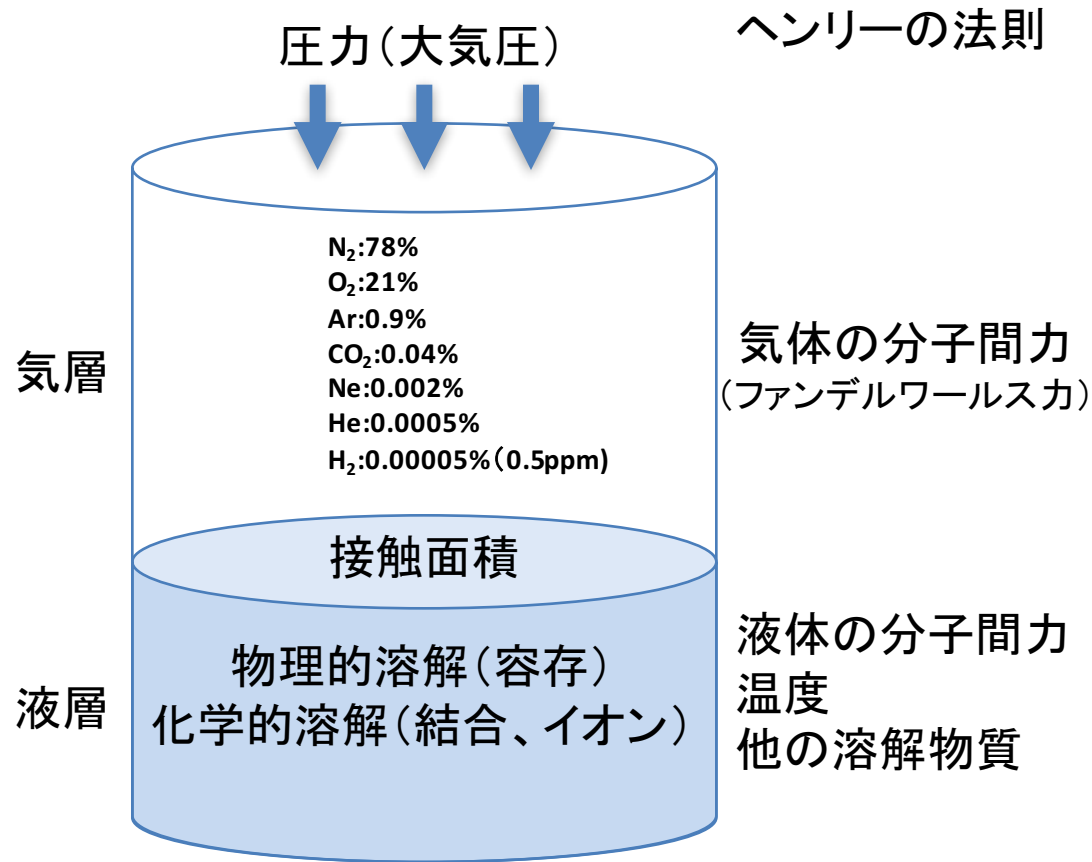 ヘンリーの法則
圧力(大気圧)
N₂:78%
O₂:21%
Ar:0.9%
CO₂:0.04%
Ne:0.002%
He:0.0005%
H₂:0.00005%(0.5ppm)
気層
気体の分子間力
(ファンデルワールス力)
接触面積
物理的溶解(容存)
化学的溶解(結合、イオン)
液層
液体の分子間力
温度
他の溶解物質